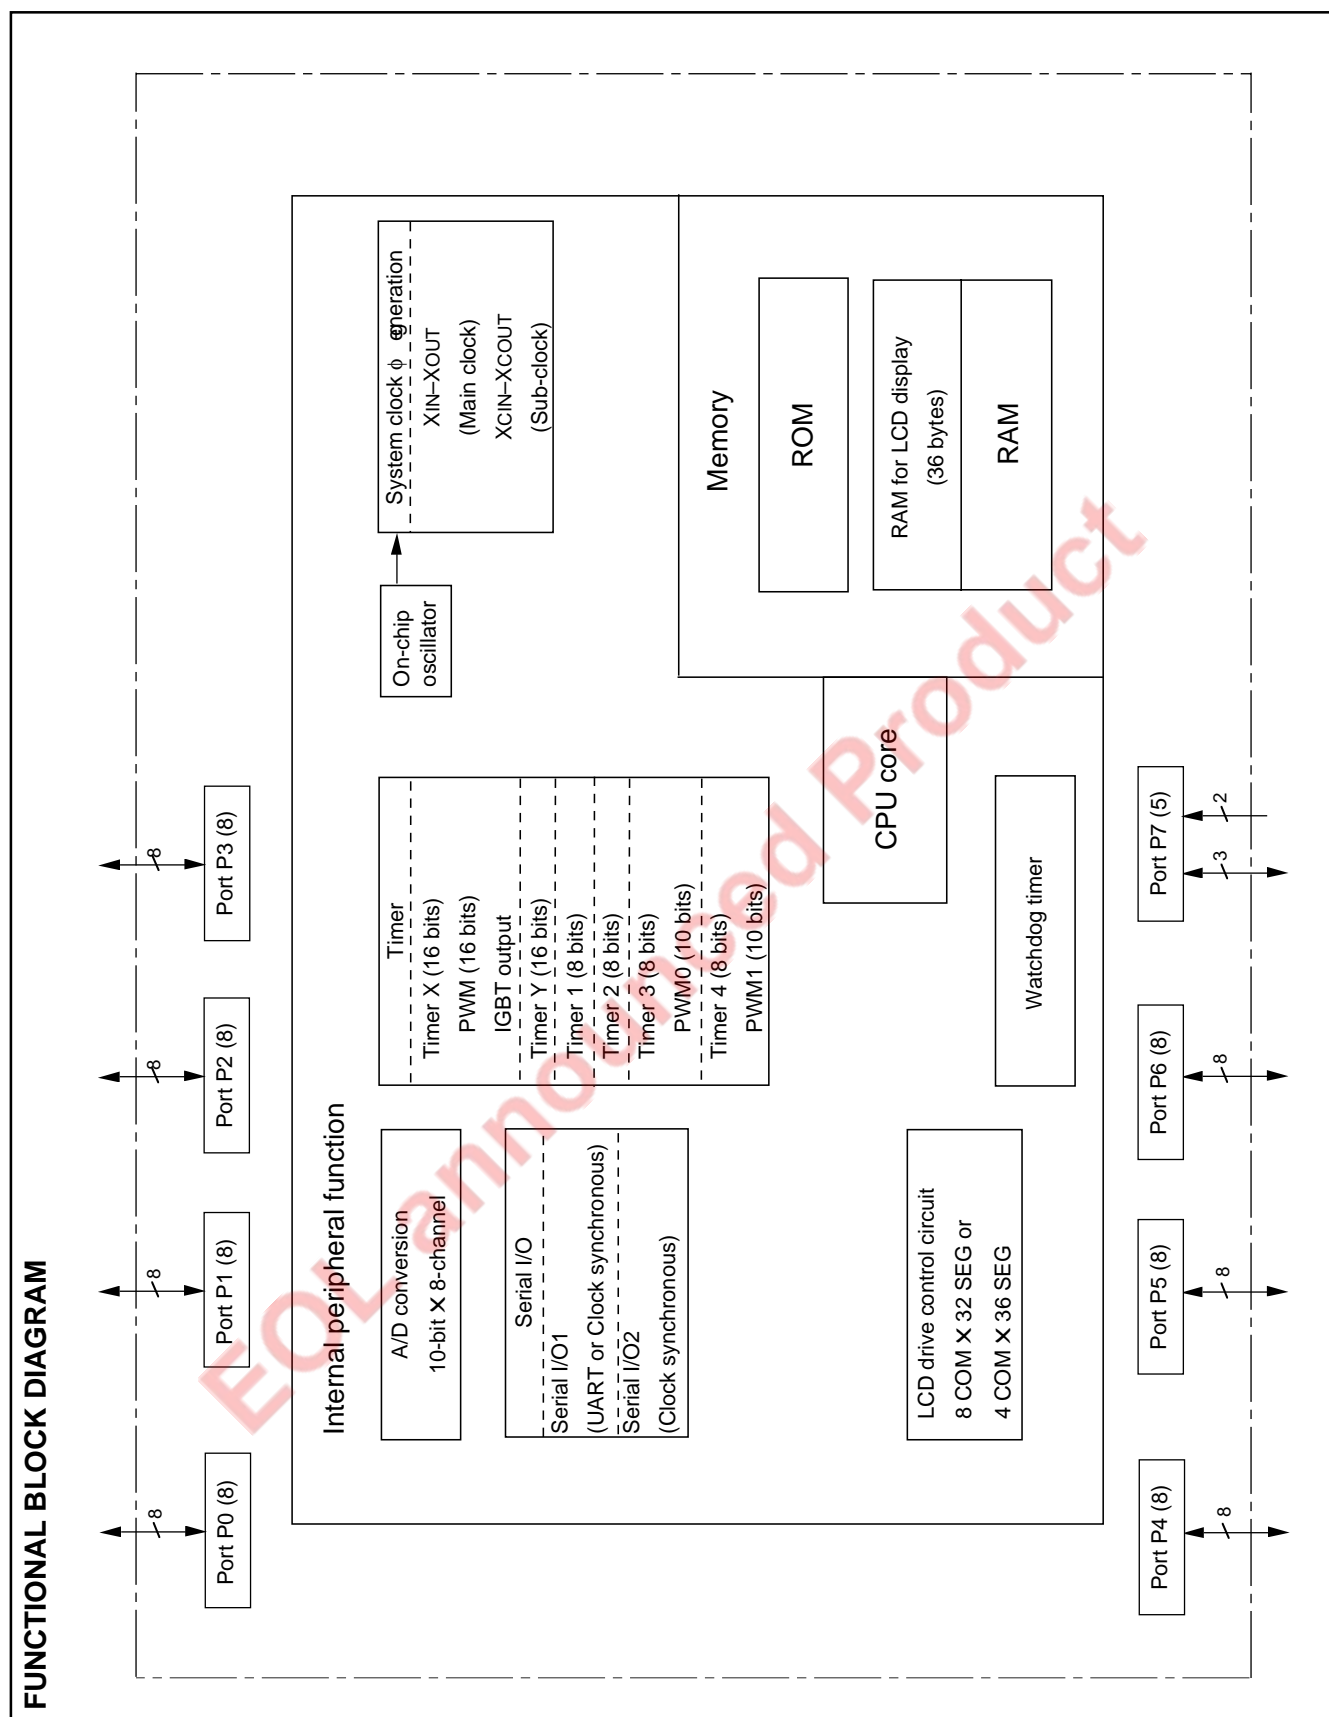 FUNCTIONAL BLOCK DIAGRAM
8
8
8
8
Port P0 (8)
Port P1 (8)
Port P2 (8)
Port P3 (8)
Internal peripheral function
A/D conversion
10-bit X 8-channel
Serial I/O
Serial I/O1
(UART or Clock synchronous)
Serial I/O2
(Clock synchronous)
LCD drive control circuit
8 COM X 32 SEG or
4 COM X 36 SEG
Timer
Timer X (16 bits)
PWM (16 bits)
IGBT output
Timer Y (16 bits)
Timer 1 (8 bits)
Timer 2 (8 bits)
Timer 3 (8 bits)
PWM0 (10 bits)
Timer 4 (8 bits)
PWM1 (10 bits)
CPU core
Watchdog timer
On-chip
oscillator
System clock ϕ generation
XIN–XOUT
(Main clock)
XCIN–XCOUT
(Sub-clock)
Memory
ROM
RAM for LCD display
(36 bytes)
RAM
Port P4 (8)
Port P5 (8)
Port P6 (8)
Port P7 (5)
8
8
8
3
2
EOL announced Product